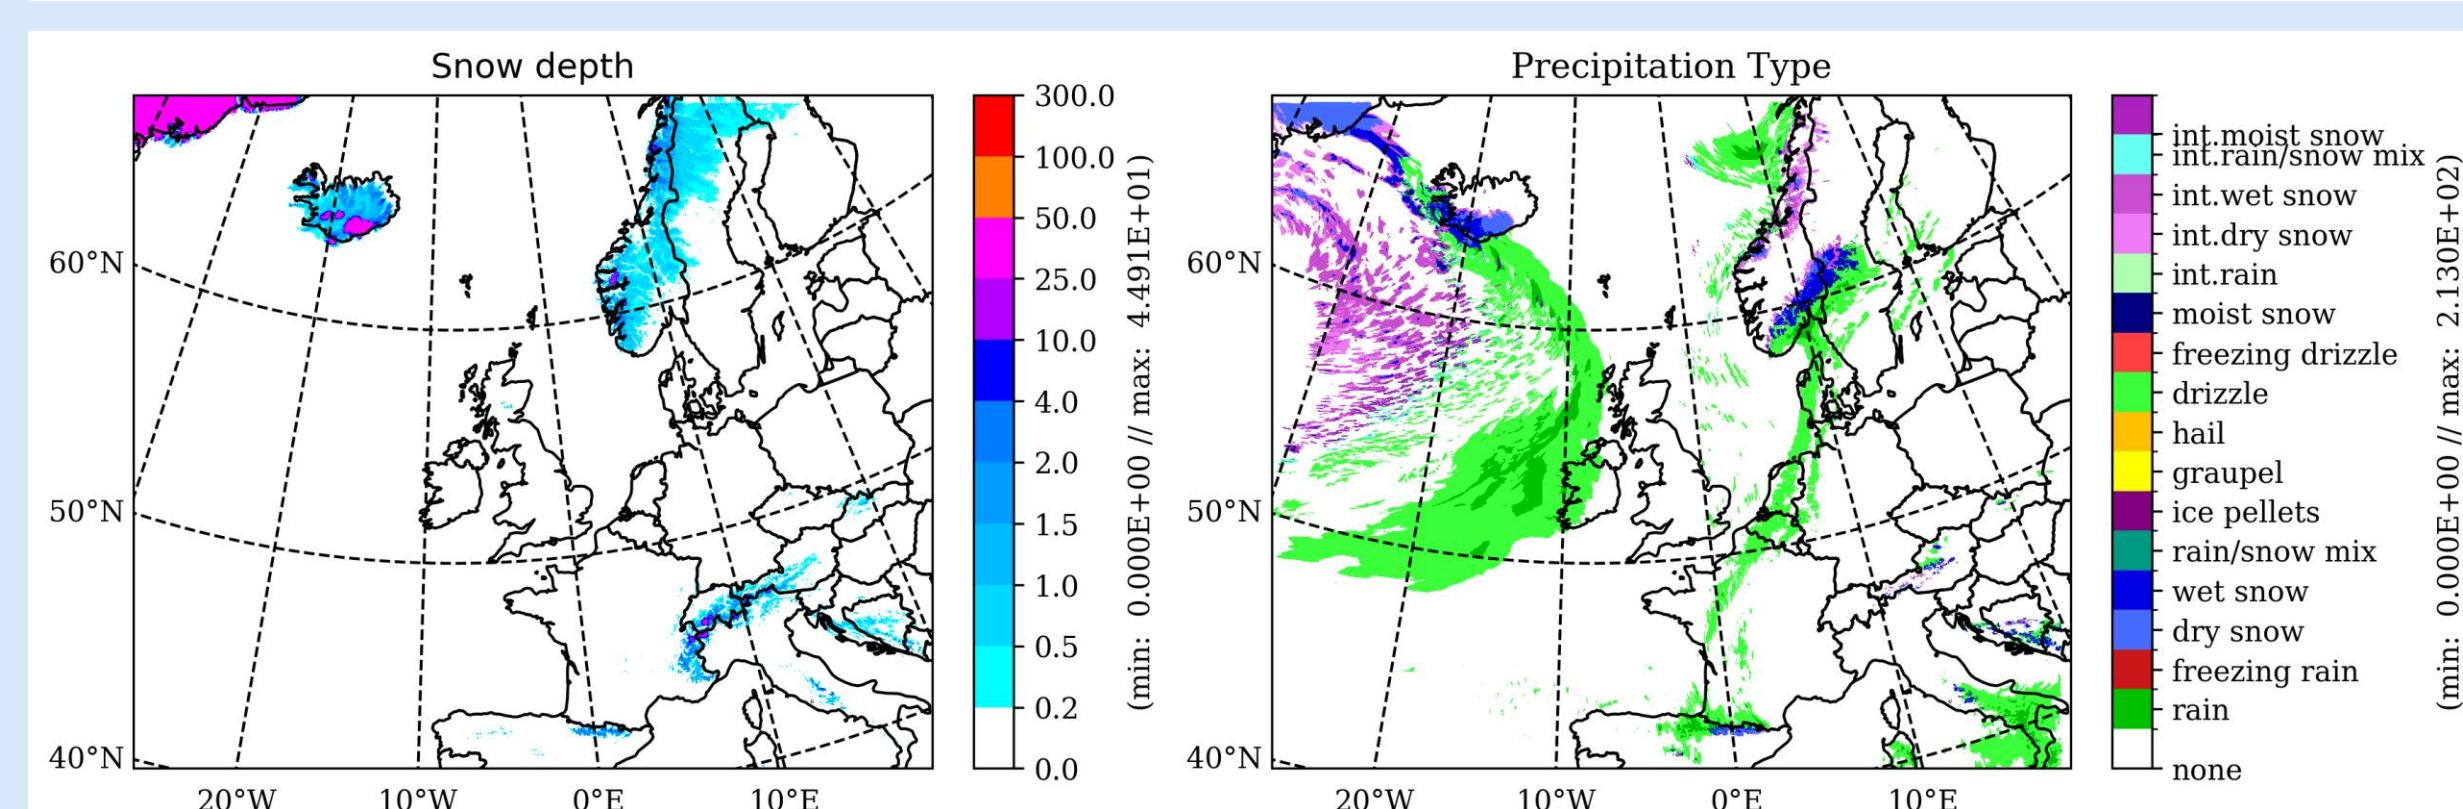 Snow depth
60°N
50°N
40°N
20°W
10°W
0°E
10°E
300.0
100.0
50.0
25.0
10.0
4.0
2.0
1.5
1.0
0.5
0.2
0.0
(min: 0.000E+00 // max: 4.491E+01)
Precipitation Type
60°N
50°N
40°N
20°W
10°W
0°E
10°E
int.moist snow
int.rain/snow mix
int.wet snow
int.dry snow
int.rain
moist snow
freezing drizzle
drizzle
hail
graupel
ice pellets
rain/snow mix
wet snow
dry snow
freezing rain
rain
none
(min: 0.000E+00 // max: 2.130E+02)